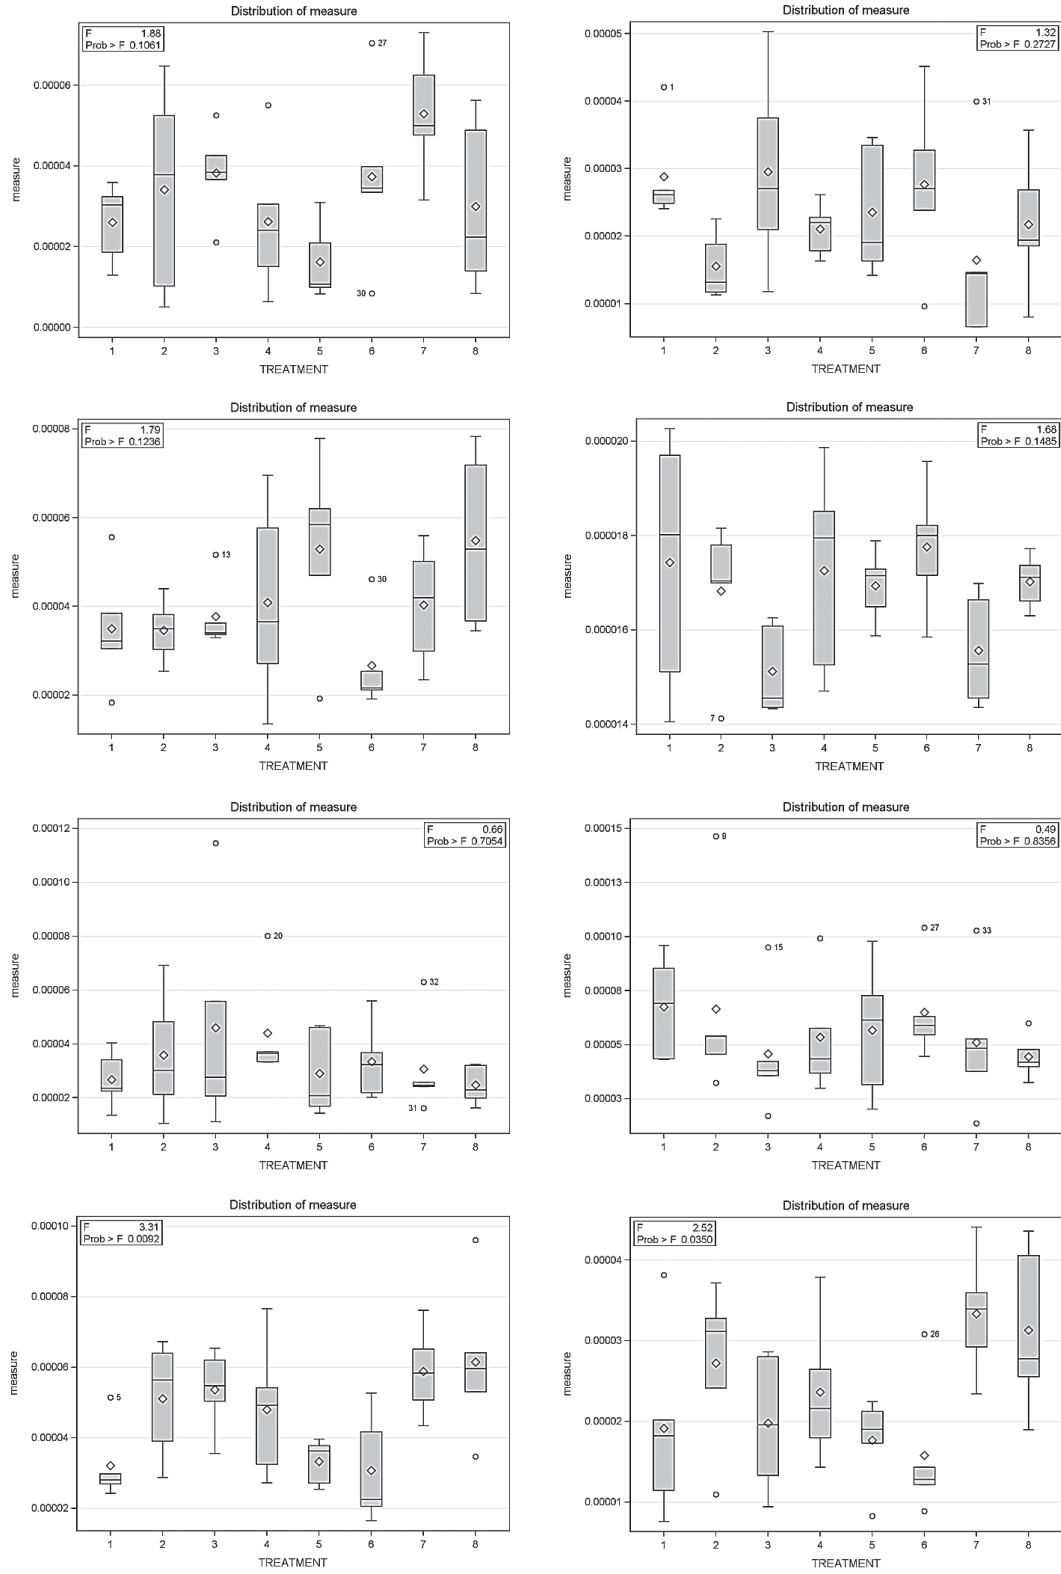 Distribution of measure
F 1.88
Prob > F 0.1061
0.00006
0.00004
0.00002
0.00000
measure
27
30
1 2 3 4 5 6 7 8
TREATMENT
Distribution of measure
F 1.32
Prob > F 0.2727
0.00005
0.00004
0.00003
0.00002
0.00001
measure
1
31
1 2 3 4 5 6 7 8
TREATMENT
Distribution of measure
F 1.79
Prob > F 0.1236
0.00008
0.00006
0.00004
0.00002
measure
13
30
1 2 3 4 5 6 7 8
TREATMENT
Distribution of measure
F 1.68
Prob > F 0.1485
0.000020
0.000018
0.000016
0.000014
measure
7
1 2 3 4 5 6 7 8
TREATMENT
Distribution of measure
F 0.66
Prob > F 0.7054
0.00012
0.00010
0.00008
0.00006
0.00004
0.00002
measure
20
32
31
1 2 3 4 5 6 7 8
TREATMENT
Distribution of measure
F 0.49
Prob > F 0.8356
0.00015
0.00013
0.00010
0.00008
0.00005
0.00003
measure
9
15
27
33
1 2 3 4 5 6 7 8
TREATMENT
Distribution of measure
F 3.31
Prob > F 0.0092
0.00010
0.00008
0.00006
0.00004
0.00002
measure
5
1 2 3 4 5 6 7 8
TREATMENT
Distribution of measure
F 2.52
Prob > F 0.0350
0.00004
0.00003
0.00002
0.00001
measure
26
1 2 3 4 5 6 7 8
TREATMENT